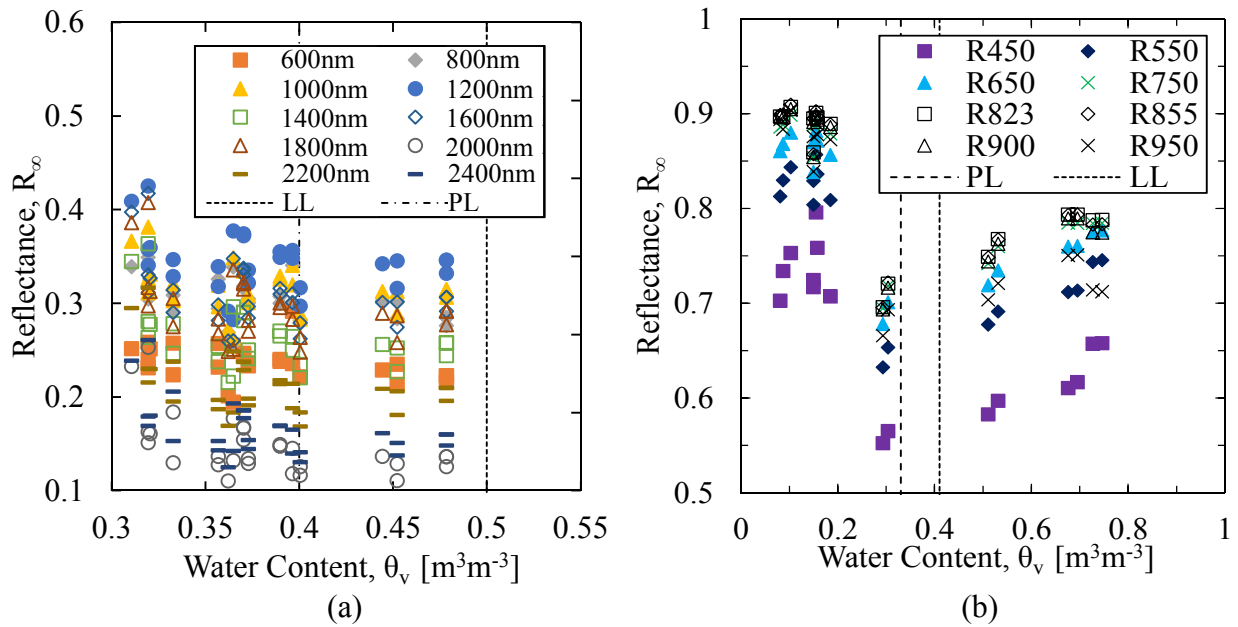 0.6
0.5
0.4
0.3
0.2
0.1
Reflectance, R∞
600nm 800nm
1000nm 1200nm
1400nm 1600nm
1800nm 2000nm
2200nm 2400nm
LL PL
0.3 0.35 0.4 0.45 0.5 0.55
Water Content, θv [m³m⁻³]
(a)
1
0.9
0.8
0.7
0.6
0.5
Reflectance, R∞
R450 R550
R650 R750
R823 R855
R900 R950
PL LL
0 0.2 0.4 0.6 0.8 1
Water Content, θv [m³m⁻³]
(b)